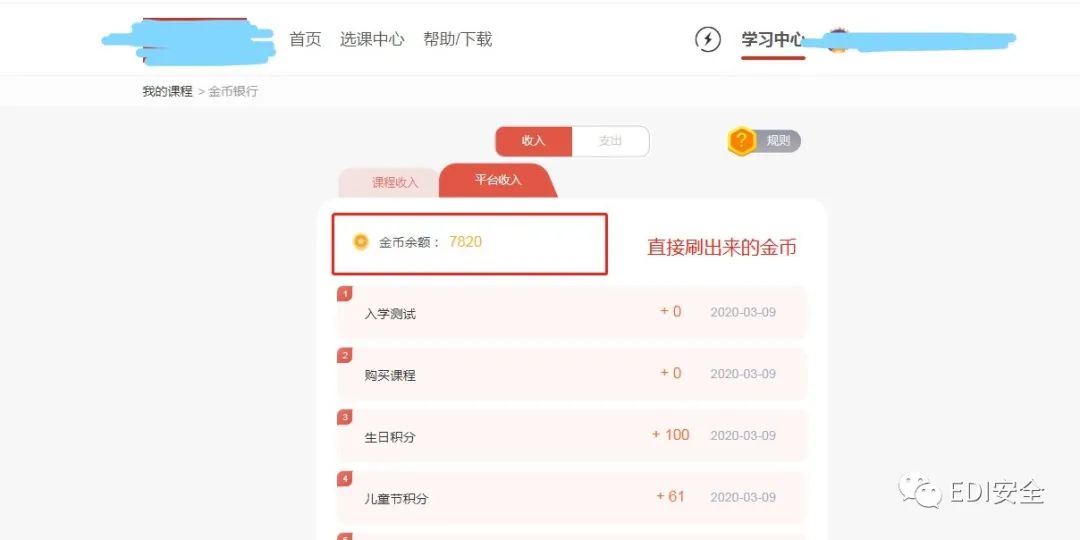 首页 选课中心 帮助/下载 学习中心
我的课程 > 金币银行
收入 支出 ? 规则
课程收入 平台收入
金币余额： 7820 直接刷出来的金币
1
入学测试 + 0 2020-03-09
2
购买课程 + 0 2020-03-09
3
生日积分 + 100 2020-03-09
4
儿童节积分 + 61 2020-03-09
EDI安全